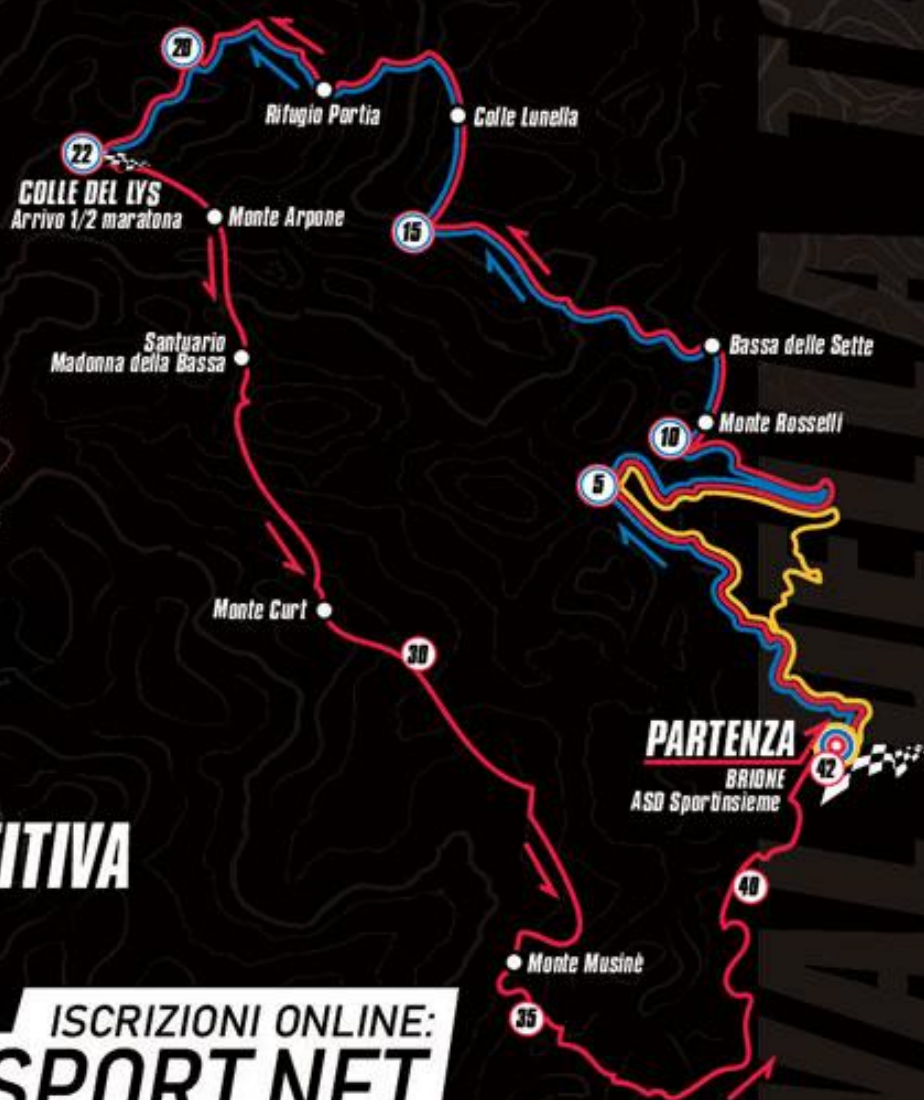 20
Rifugio Portia
Colle Lunella
22
COLLE DEL LYS
Arrivo 1/2 maratona
Monte Arpone
15
Santuario
Madonna della Bassa
Bassa delle Sette
Monte Rosselli
10
5
Monte Curt
30
PARTENZA
42
BRIONE
ASD Sportinsieme
40
Monte Musinè
35
ISCRIZIONI ONLINE:
SPORT.NET